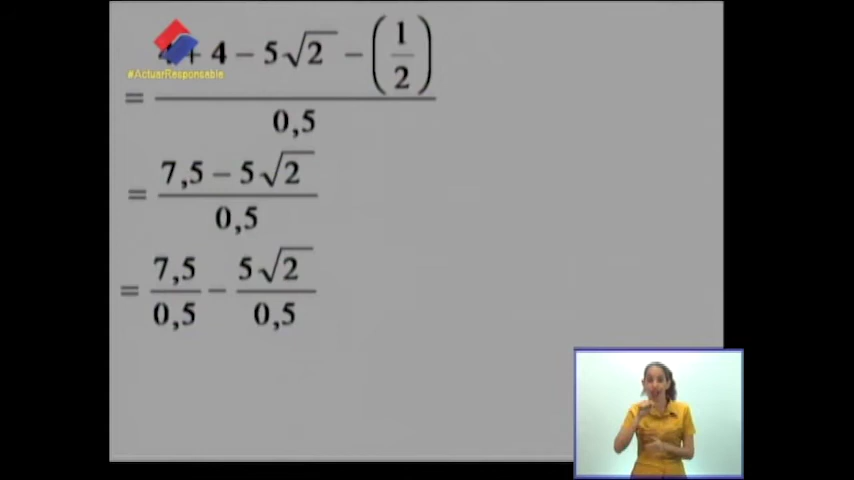 = (4 + 4 − 5√2 − (1/2)) / 0,5
#ActuarResponsable
= (7,5 − 5√2) / 0,5
= 7,5/0,5 − 5√2/0,5